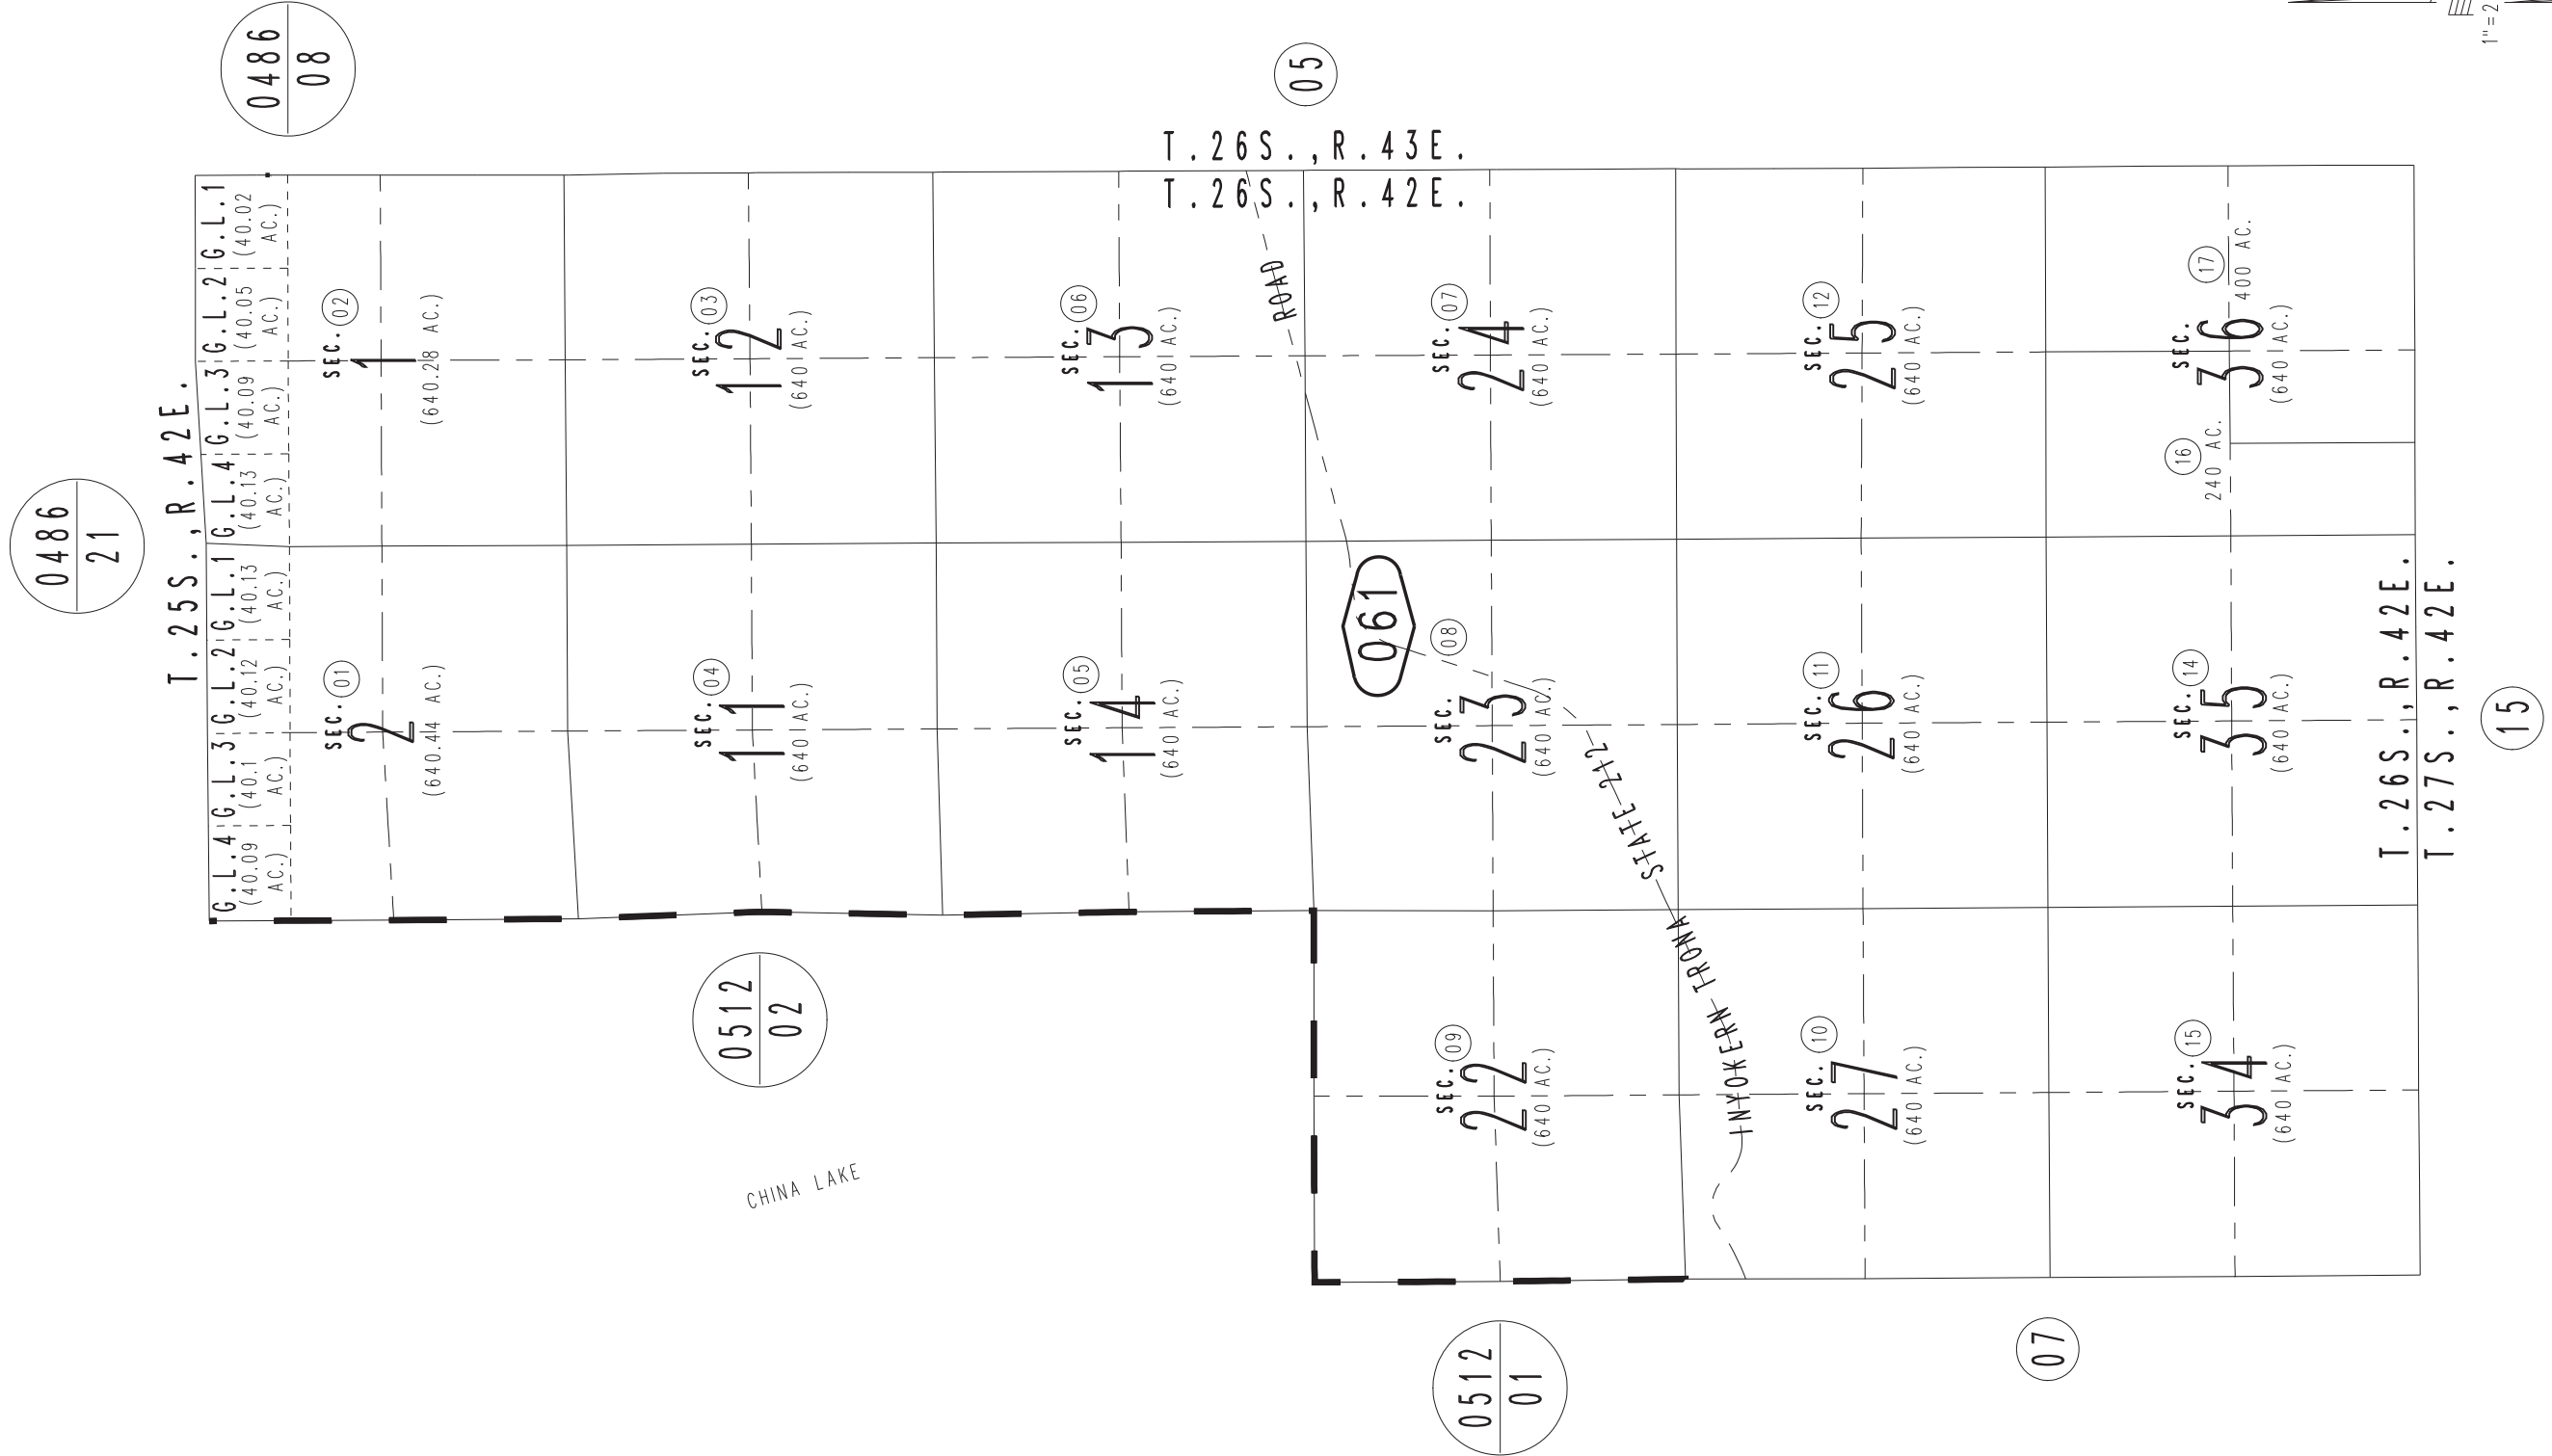 0486
21
0486
08
T.25S.,R.42E.
G.L.4
(40.09
AC.)
G.L.3
(40.1
AC.)
G.L.2
(40.12
AC.)
G.L.1
(40.13
AC.)
G.L.4
(40.13
AC.)
G.L.3
(40.09
AC.)
G.L.2
(40.05
AC.)
G.L.1
(40.02
AC.)
01
SEC.
2
(640.44 AC.)
02
SEC.
1
(640.28 AC.)
04
SEC.
11
(640 AC.)
03
SEC.
12
(640 AC.)
0512
02
CHINA LAKE
05
SEC.
14
(640 AC.)
06
SEC.
13
(640 AC.)
T.26S.,R.42E.
T.26S.,R.43E.
05
061
09
SEC.
22
(640 AC.)
08
SEC.
23
(640 AC.)
07
SEC.
24
(640 AC.)
0512
01
INYOKERN TRONA STATE 212 ROAD
10
SEC.
27
(640 AC.)
11
SEC.
26
(640 AC.)
12
SEC.
25
(640 AC.)
07
15
SEC.
34
(640 AC.)
14
SEC.
35
(640 AC.)
16
240 AC.
SEC.
36
(640 AC.)
17
400 AC.
T.26S.,R.42E.
T.27S.,R.42E.
15
1"=2